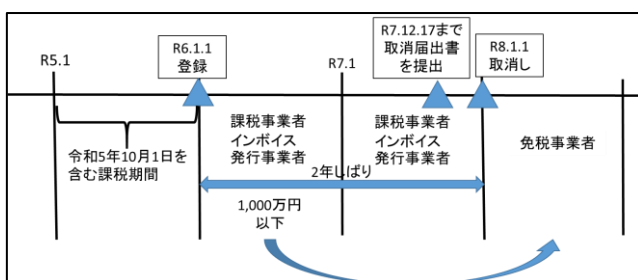 R5.1
R6.1.1
登録
R7.1
R7.12.17まで
取消届出書
を提出
R8.1.1
取消し
令和5年10月1日を
含む課税期間
課税事業者
インボイス
発行事業者
課税事業者
インボイス
発行事業者
免税事業者
2年しばり
1,000万円
以下